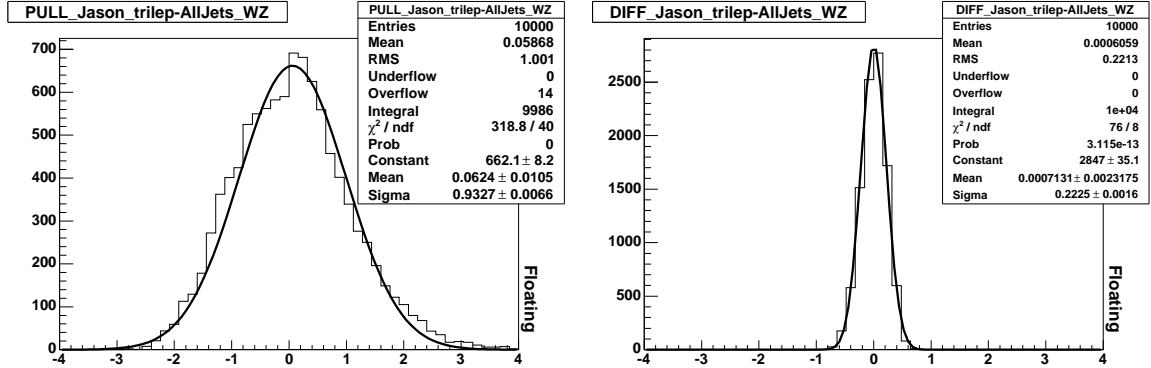 PULL_Jason_trilep-AllJets_WZ
PULL_Jason_trilep-AllJets_WZ
Entries 10000
Mean 0.05868
RMS 1.001
Underflow 0
Overflow 14
Integral 9986
χ² / ndf 318.8 / 40
Prob 0
Constant 662.1 ± 8.2
Mean 0.0624 ± 0.0105
Sigma 0.9327 ± 0.0066
700
600
500
400
300
200
100
0
-4 -3 -2 -1 0 1 2 3 4
Floating
DIFF_Jason_trilep-AllJets_WZ
DIFF_Jason_trilep-AllJets_WZ
Entries 10000
Mean 0.0006059
RMS 0.2213
Underflow 0
Overflow 0
Integral 1e+04
χ² / ndf 76 / 8
Prob 3.115e-13
Constant 2847 ± 35.1
Mean 0.0007131 ± 0.0023175
Sigma 0.2225 ± 0.0016
2500
2000
1500
1000
500
0
-4 -3 -2 -1 0 1 2 3 4
Floating